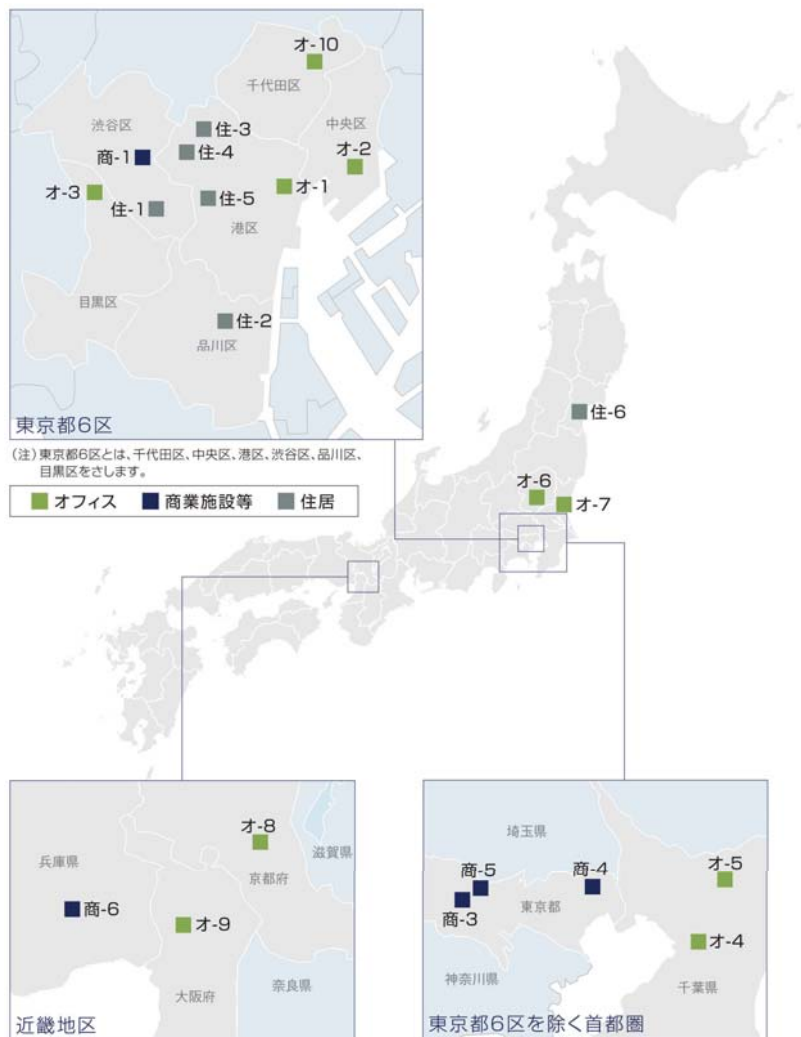 オ-10
千代田区
渋谷区
住-3
中央区
商-1
住-4
オ-2
オ-3
住-1
住-5
オ-1
港区
目黒区
住-2
品川区
東京都6区
(注)東京都6区とは、千代田区、中央区、港区、渋谷区、品川区、
目黒区をさします。
オフィス 商業施設等 住居
住-6
オ-6
オ-7
オ-8
兵庫県
滋賀県
京都府
商-6
オ-9
大阪府
奈良県
近畿地区
埼玉県
商-5
商-4
オ-5
商-3
東京都
オ-4
神奈川県
千葉県
東京都6区を除く首都圏